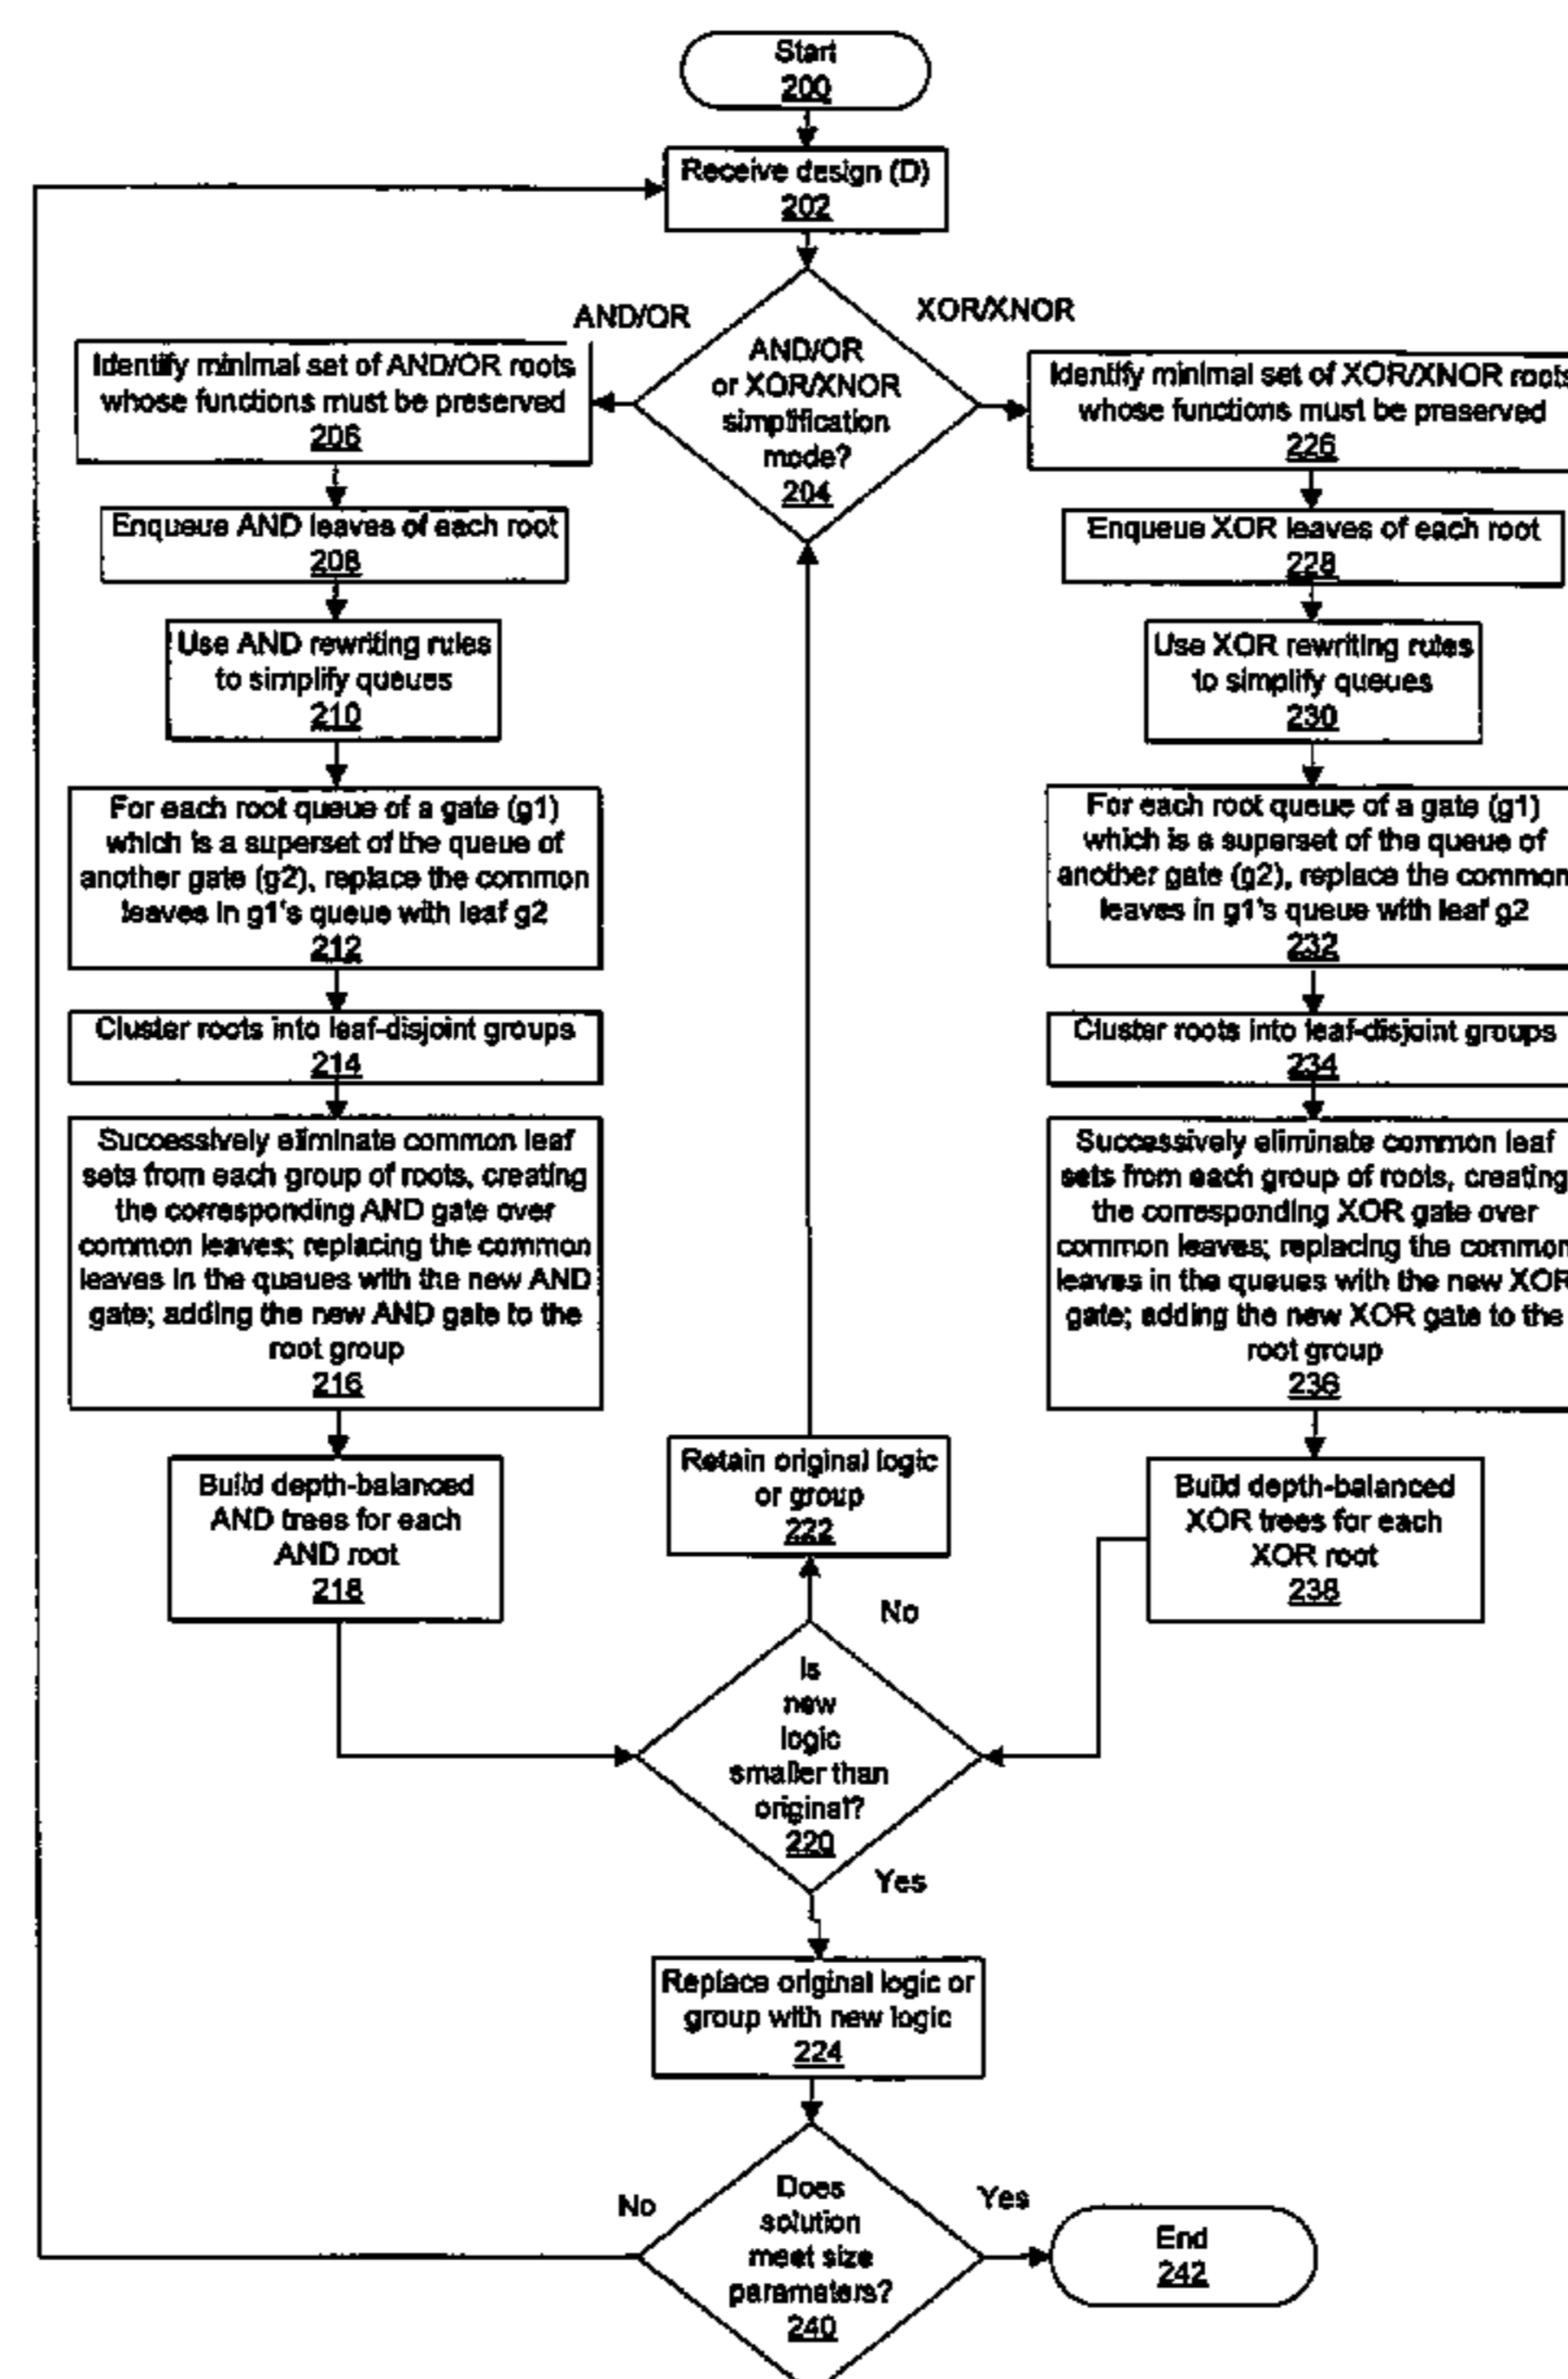 Start
200
Receive design (D)
202
AND/OR
XOR/XNOR
AND/OR
or XOR/XNOR
simplification
mode?
204
Identify minimal set of AND/OR roots
whose functions must be preserved
206
Enqueue AND leaves of each root
208
Use AND rewriting rules
to simplify queues
210
For each root queue of a gate (g1)
which is a superset of the queue of
another gate (g2), replace the common
leaves in g1's queue with leaf g2
212
Cluster roots into leaf-disjoint groups
214
Successively eliminate common leaf
sets from each group of roots, creating
the corresponding AND gate over
common leaves; replacing the common
leaves in the queues with the new AND
gate; adding the new AND gate to the
root group
216
Build depth-balanced
AND trees for each
AND root
218
Identify minimal set of XOR/XNOR roots
whose functions must be preserved
226
Enqueue XOR leaves of each root
228
Use XOR rewriting rules
to simplify queues
230
For each root queue of a gate (g1)
which is a superset of the queue of
another gate (g2), replace the common
leaves in g1's queue with leaf g2
232
Cluster roots into leaf-disjoint groups
234
Successively eliminate common leaf
sets from each group of roots, creating
the corresponding XOR gate over
common leaves; replacing the common
leaves in the queues with the new XOR
gate; adding the new XOR gate to the
root group
236
Build depth-balanced
XOR trees for each
XOR root
238
Retain original logic
or group
222
No
Is
new
logic
smaller than
original?
220
Yes
Replace original logic or
group with new logic
224
No
Does
solution
meet size
parameters?
240
Yes
End
242